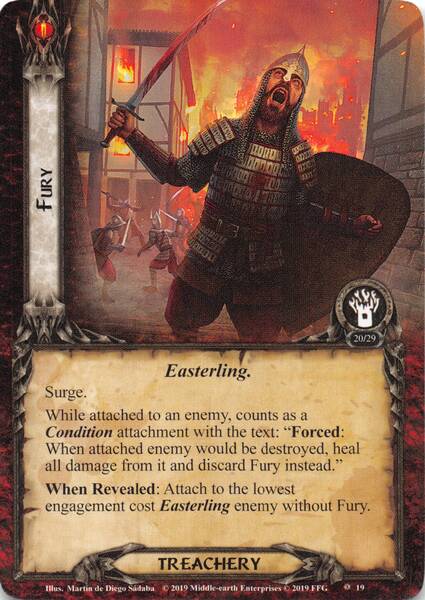 FURY
20/29
Easterling.
Surge.
While attached to an enemy, counts as a
Condition attachment with the text: “Forced:
When attached enemy would be destroyed, heal
all damage from it and discard Fury instead.”
When Revealed: Attach to the lowest
engagement cost Easterling enemy without Fury.
TREACHERY
Illus. Martin de Diego Sádaba © 2019 Middle-earth Enterprises © 2019 FFG 19